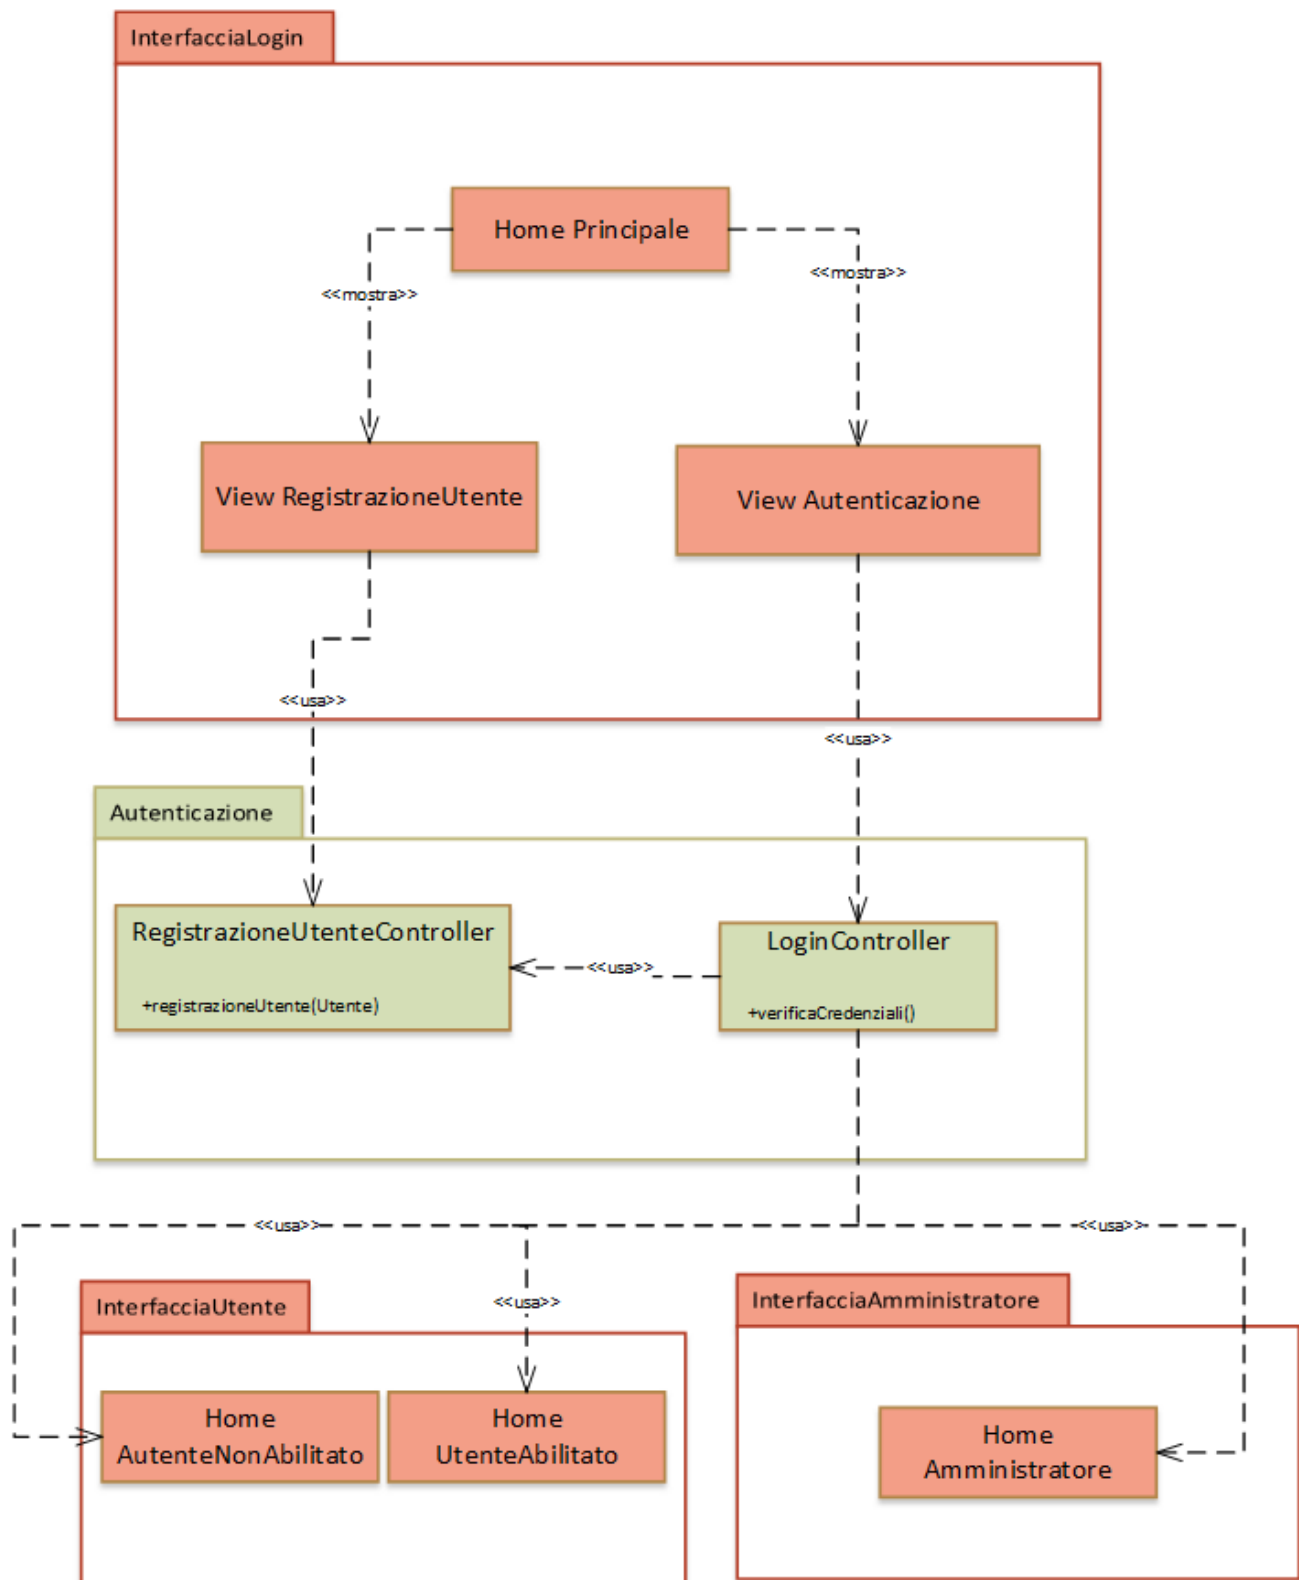 InterfacciaLogin
Home Principale
<<mostra>>
<<mostra>>
View RegistrazioneUtente
View Autenticazione
<<usa>>
<<usa>>
Autenticazione
RegistrazioneUtenteController
+registrazioneUtente(Utente)
<<usa>>
LoginController
+verificaCredenziali()
<<usa>>
<<usa>>
InterfacciaUtente
<<usa>>
InterfacciaAmministratore
Home
AutenteNonAbilitato
Home
UtenteAbilitato
Home
Amministratore